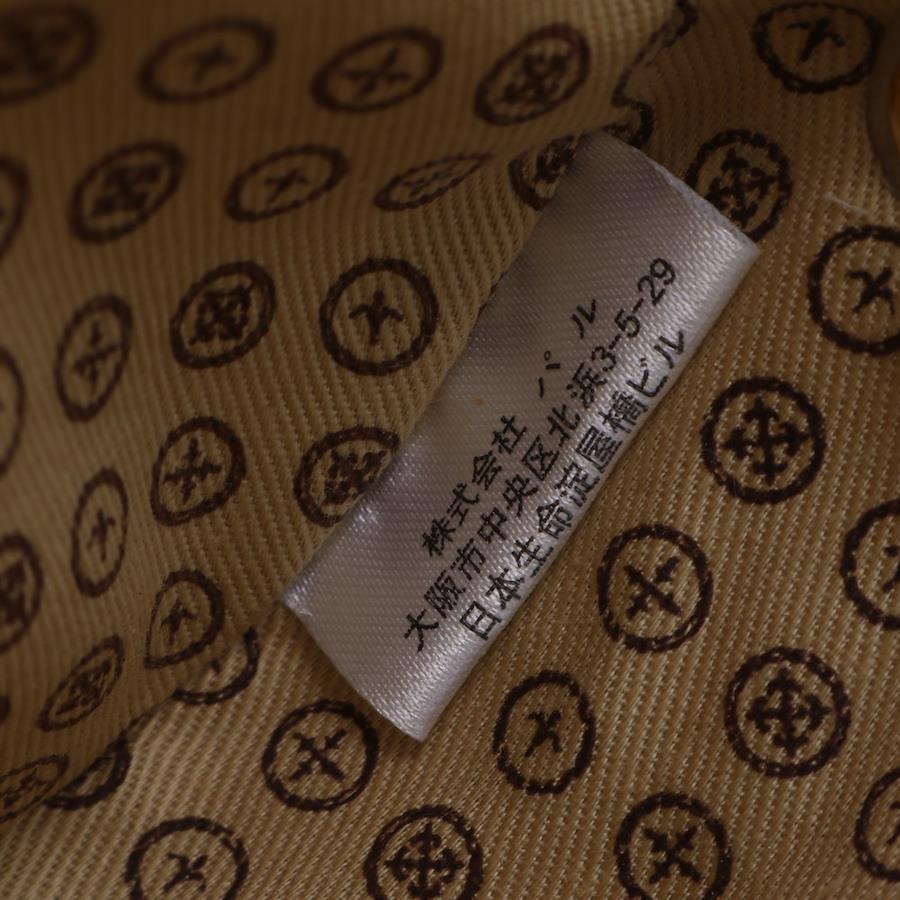 株式会社 パル
大阪市中央区北浜3-5-29
日本生命淀屋橋ビル